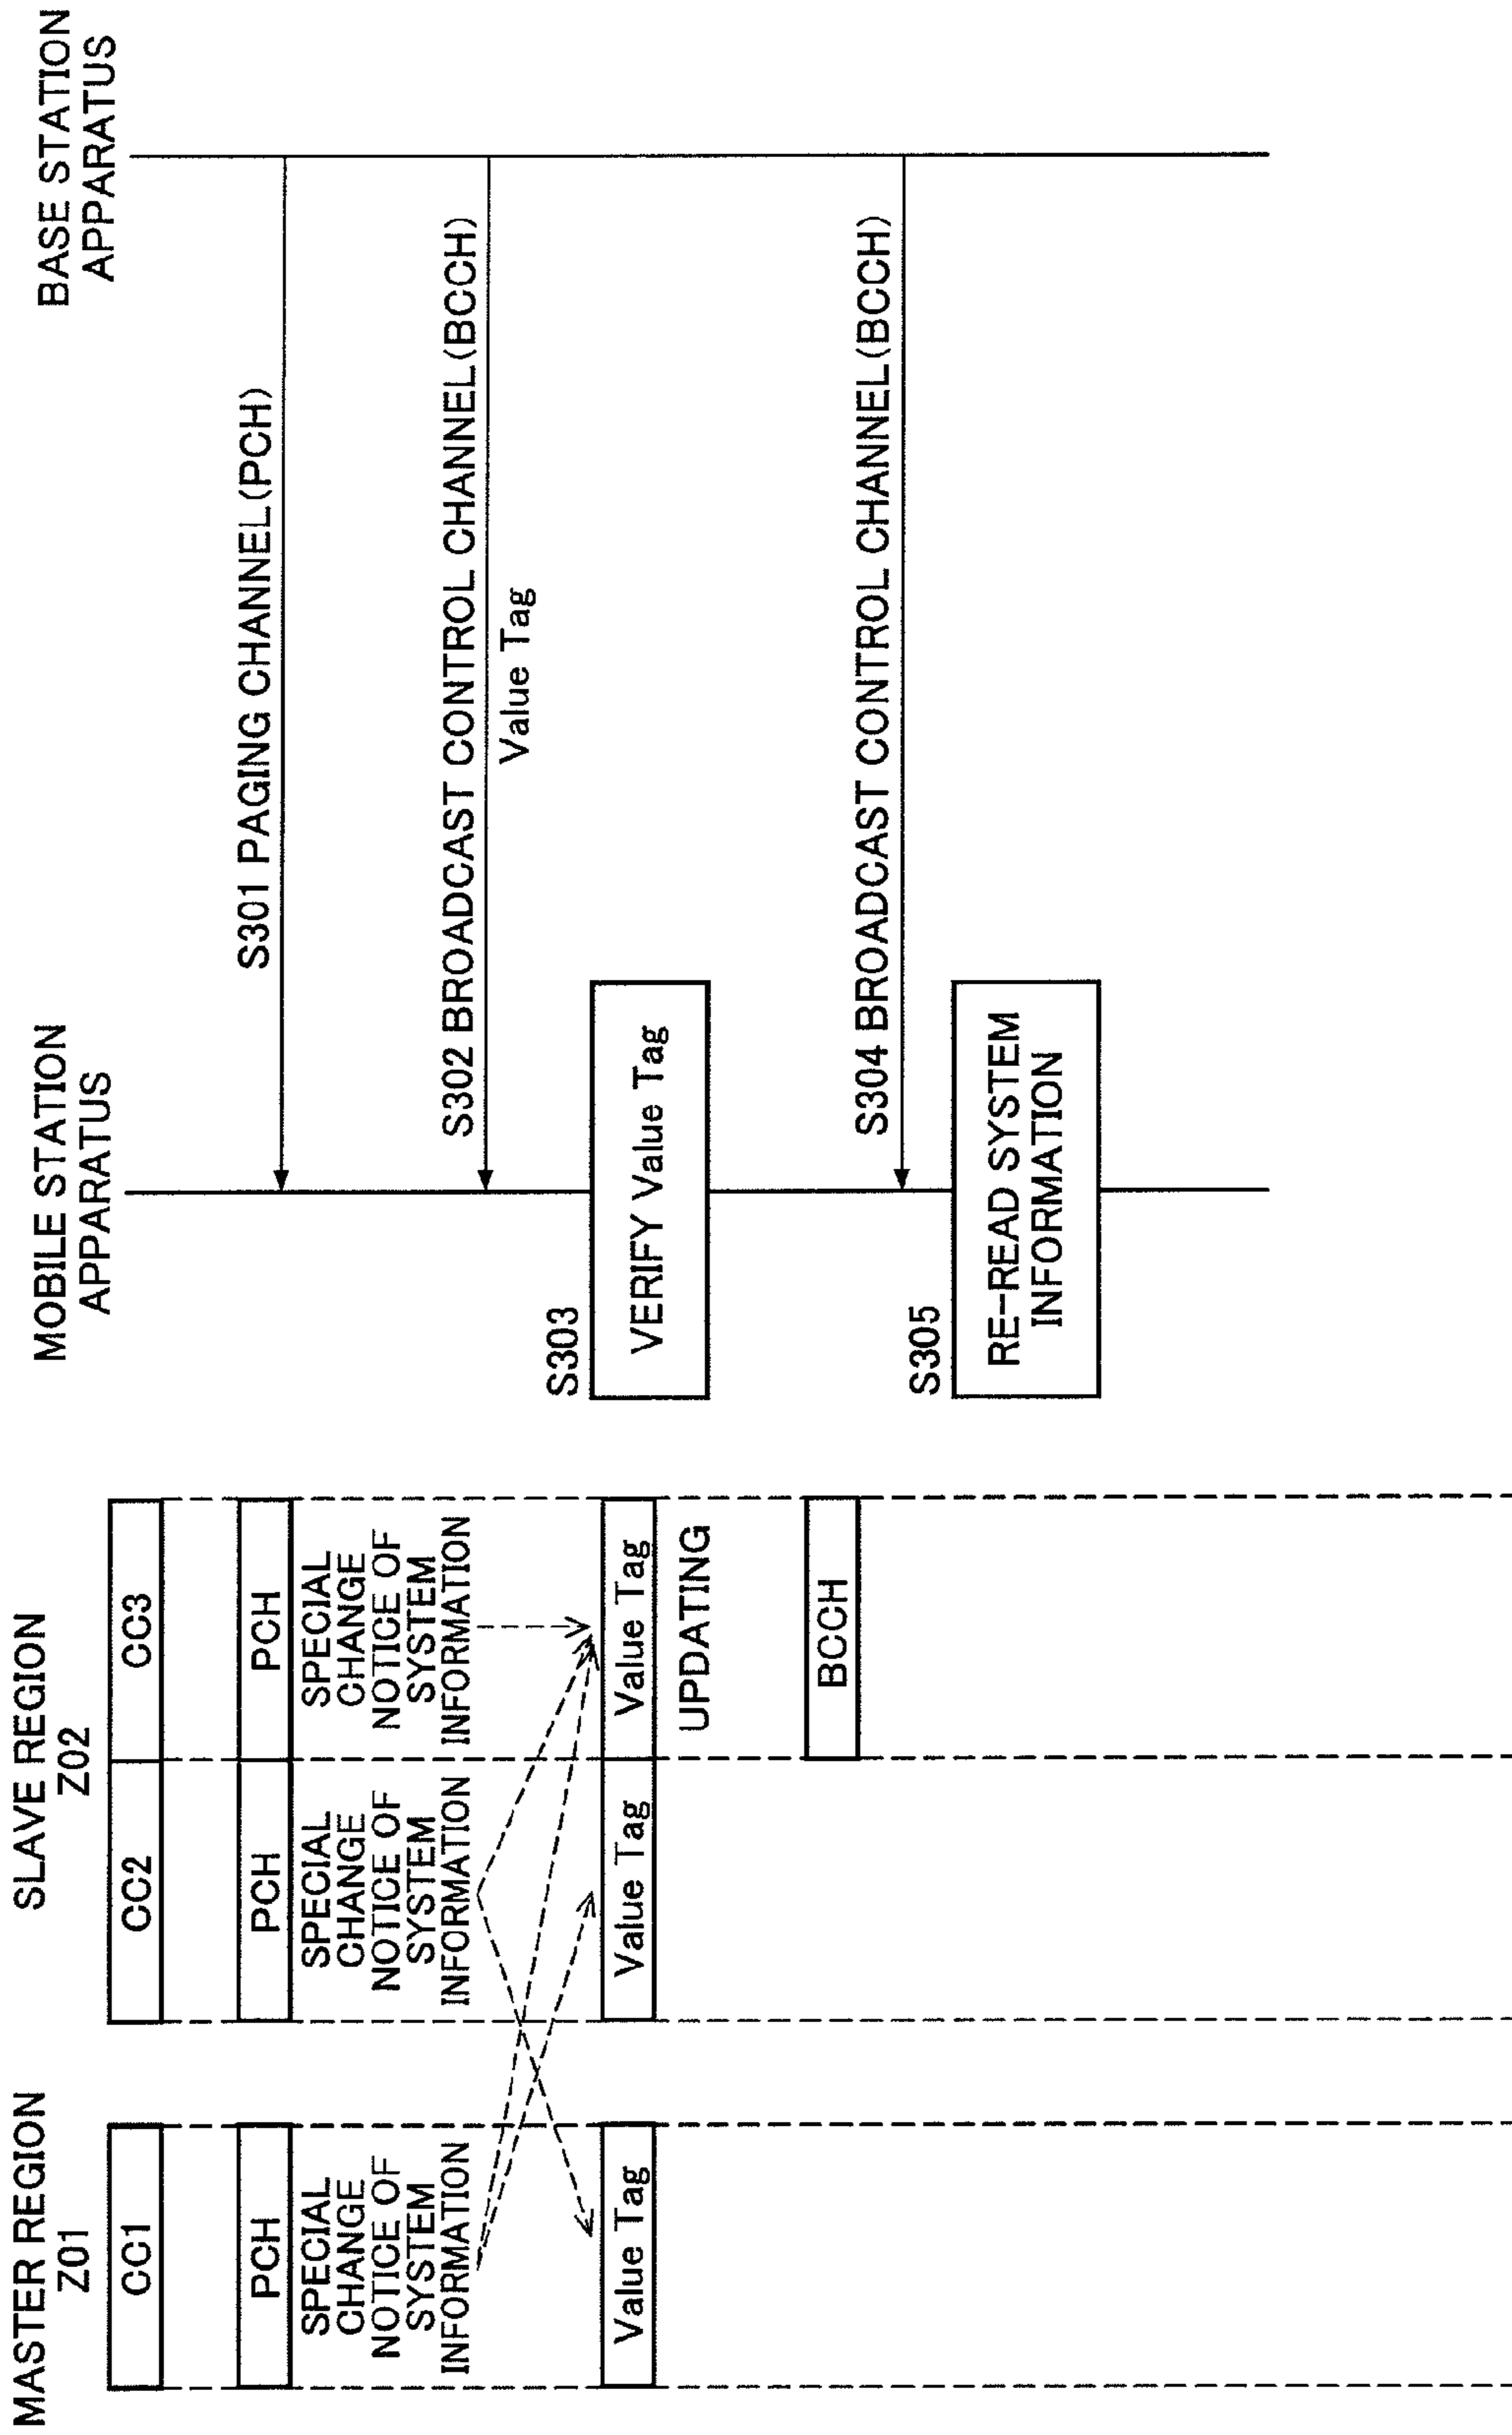 MASTER REGION
Z01
SLAVE REGION
Z02
MOBILE STATION
APPARATUS
BASE STATION
APPARATUS
CC1
CC2
CC3
PCH
PCH
PCH
S301 PAGING CHANNEL(PCH)
SPECIAL
CHANGE
NOTICE OF
SYSTEM
INFORMATION
SPECIAL
CHANGE
NOTICE OF
SYSTEM
INFORMATION
SPECIAL
CHANGE
NOTICE OF
SYSTEM
INFORMATION
S302 BROADCAST CONTROL CHANNEL(BCCH)
Value Tag
Value Tag
Value Tag
Value Tag
S303
VERIFY Value Tag
UPDATING
BCCH
S304 BROADCAST CONTROL CHANNEL(BCCH)
S305
RE-READ SYSTEM
INFORMATION